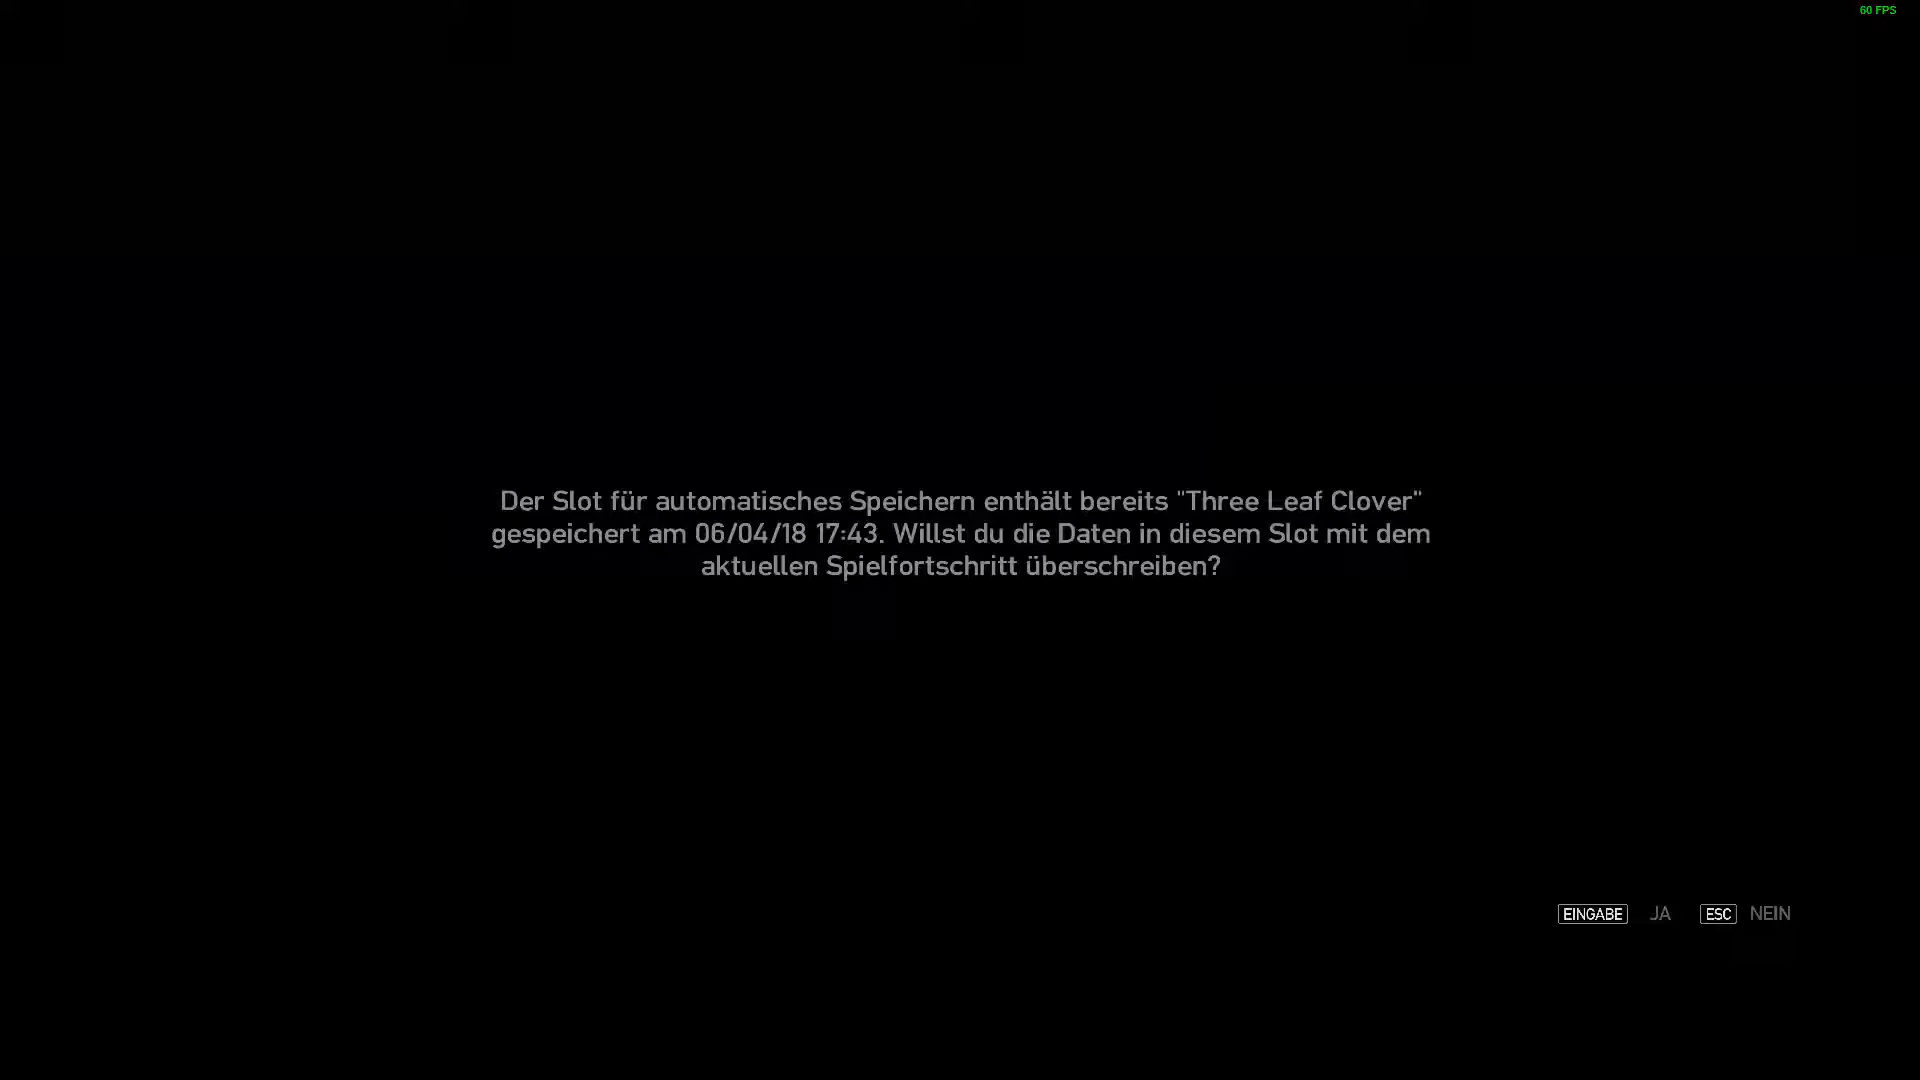 60 FPS
Der Slot für automatisches Speichern enthält bereits "Three Leaf Clover"
gespeichert am 06/04/18 17:43. Willst du die Daten in diesem Slot mit dem
aktuellen Spielfortschritt überschreiben?
EINGABE JA ESC NEIN